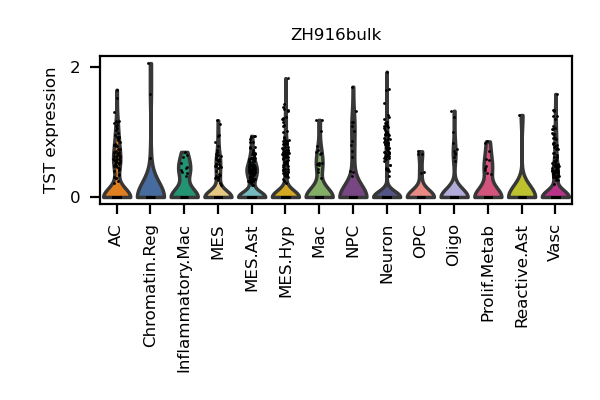 ZH916bulk
TST expression
2
0
AC
Chromatin.Reg
Inflammatory.Mac
MES
MES.Ast
MES.Hyp
Mac
NPC
Neuron
OPC
Oligo
Prolif.Metab
Reactive.Ast
Vasc